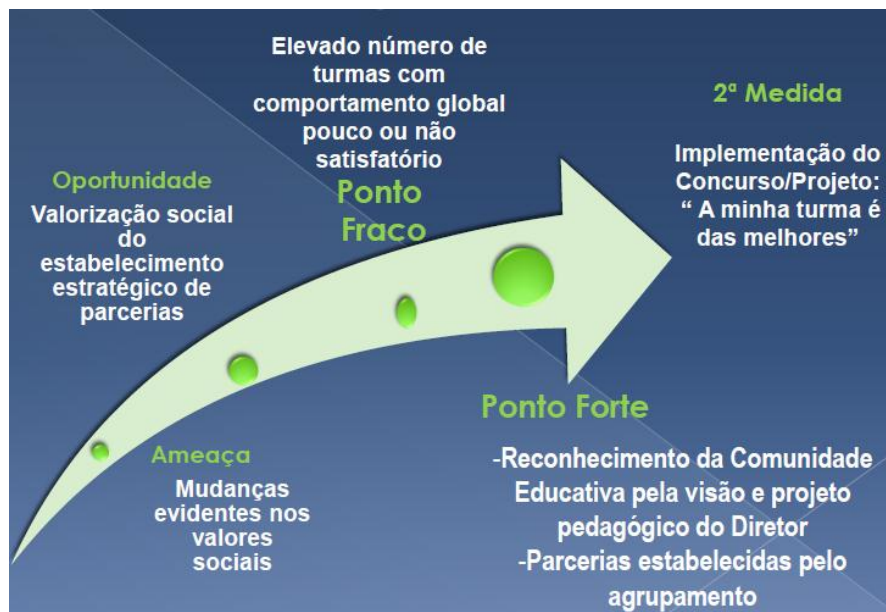 Oportunidade
Valorização social
do
estabelecimento
estratégico de
parcerias
Ameaça
Mudanças
evidentes nos
valores
sociais
Elevado número de
turmas com
comportamento global
pouco ou não
satisfatório
Ponto
Fraco
Ponto Forte
-Reconhecimento da Comunidade
Educativa pela visão e projeto
pedagógico do Diretor
-Parcerias estabelecidas pelo
agrupamento
2ª Medida
Implementação do
Concurso/Projeto:
“ A minha turma é
das melhores”